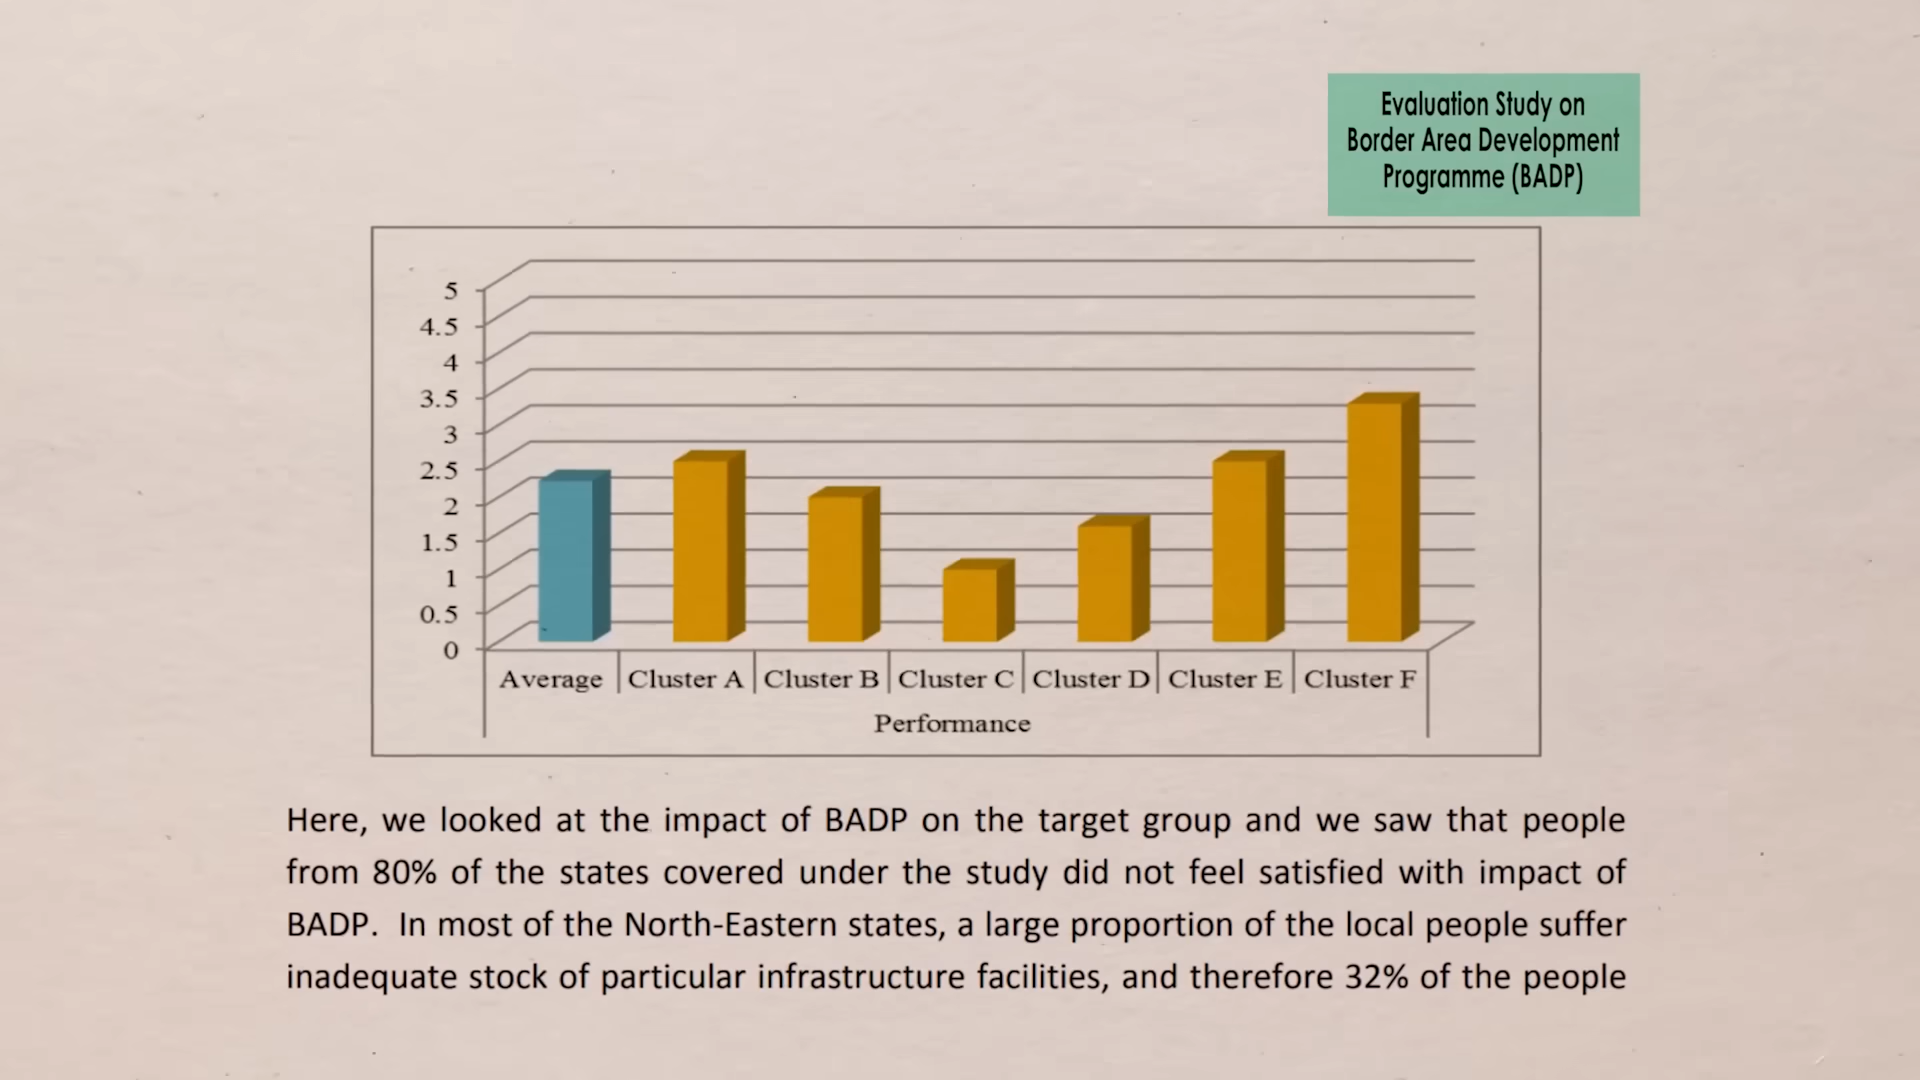 Evaluation Study on
Border Area Development
Programme (BADP)
5
4.5
4
3.5
3
2.5
2
1.5
1
0.5
0
Average
Cluster A
Cluster B
Cluster C
Cluster D
Cluster E
Cluster F
Performance
Here, we looked at the impact of BADP on the target group and we saw that people
from 80% of the states covered under the study did not feel satisfied with impact of
BADP. In most of the North-Eastern states, a large proportion of the local people suffer
inadequate stock of particular infrastructure facilities, and therefore 32% of the people